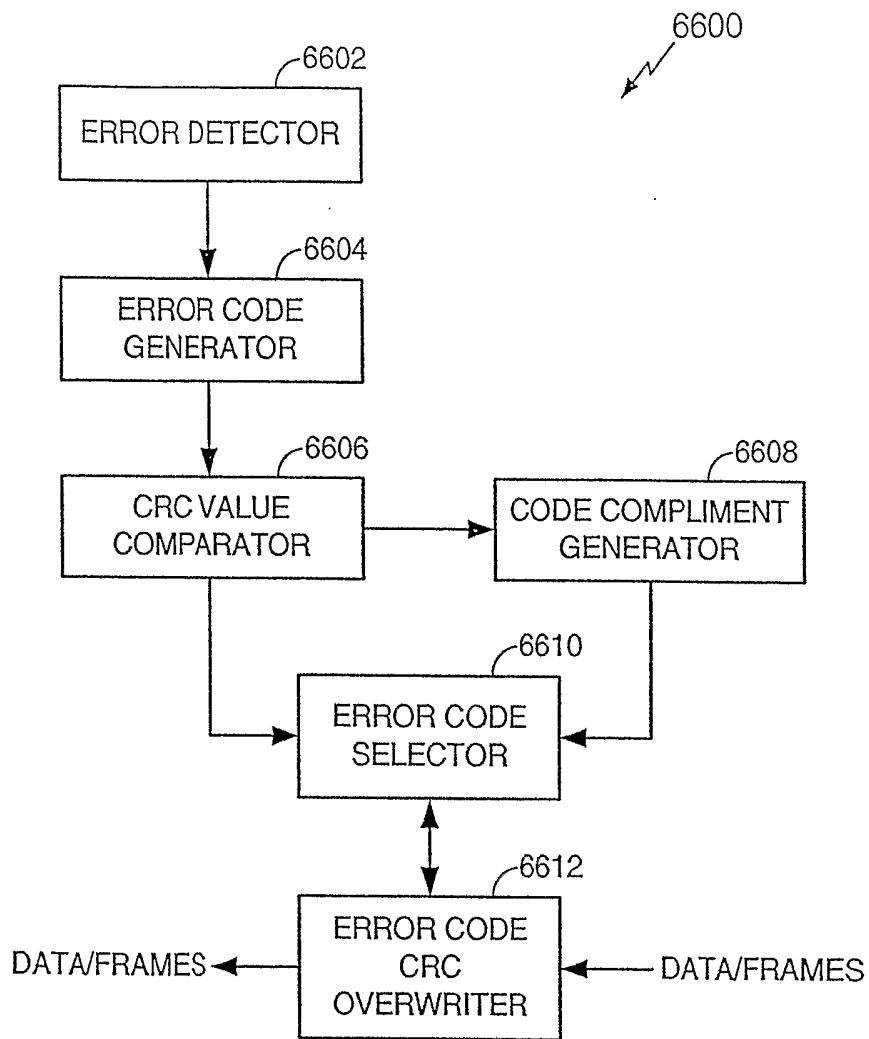 6600
6602
ERROR DETECTOR
6604
ERROR CODE
GENERATOR
6606
CRC VALUE
COMPARATOR
6608
CODE COMPLIMENT
GENERATOR
6610
ERROR CODE
SELECTOR
6612
ERROR CODE
CRC
OVERWRITER
DATA/FRAMES
DATA/FRAMES